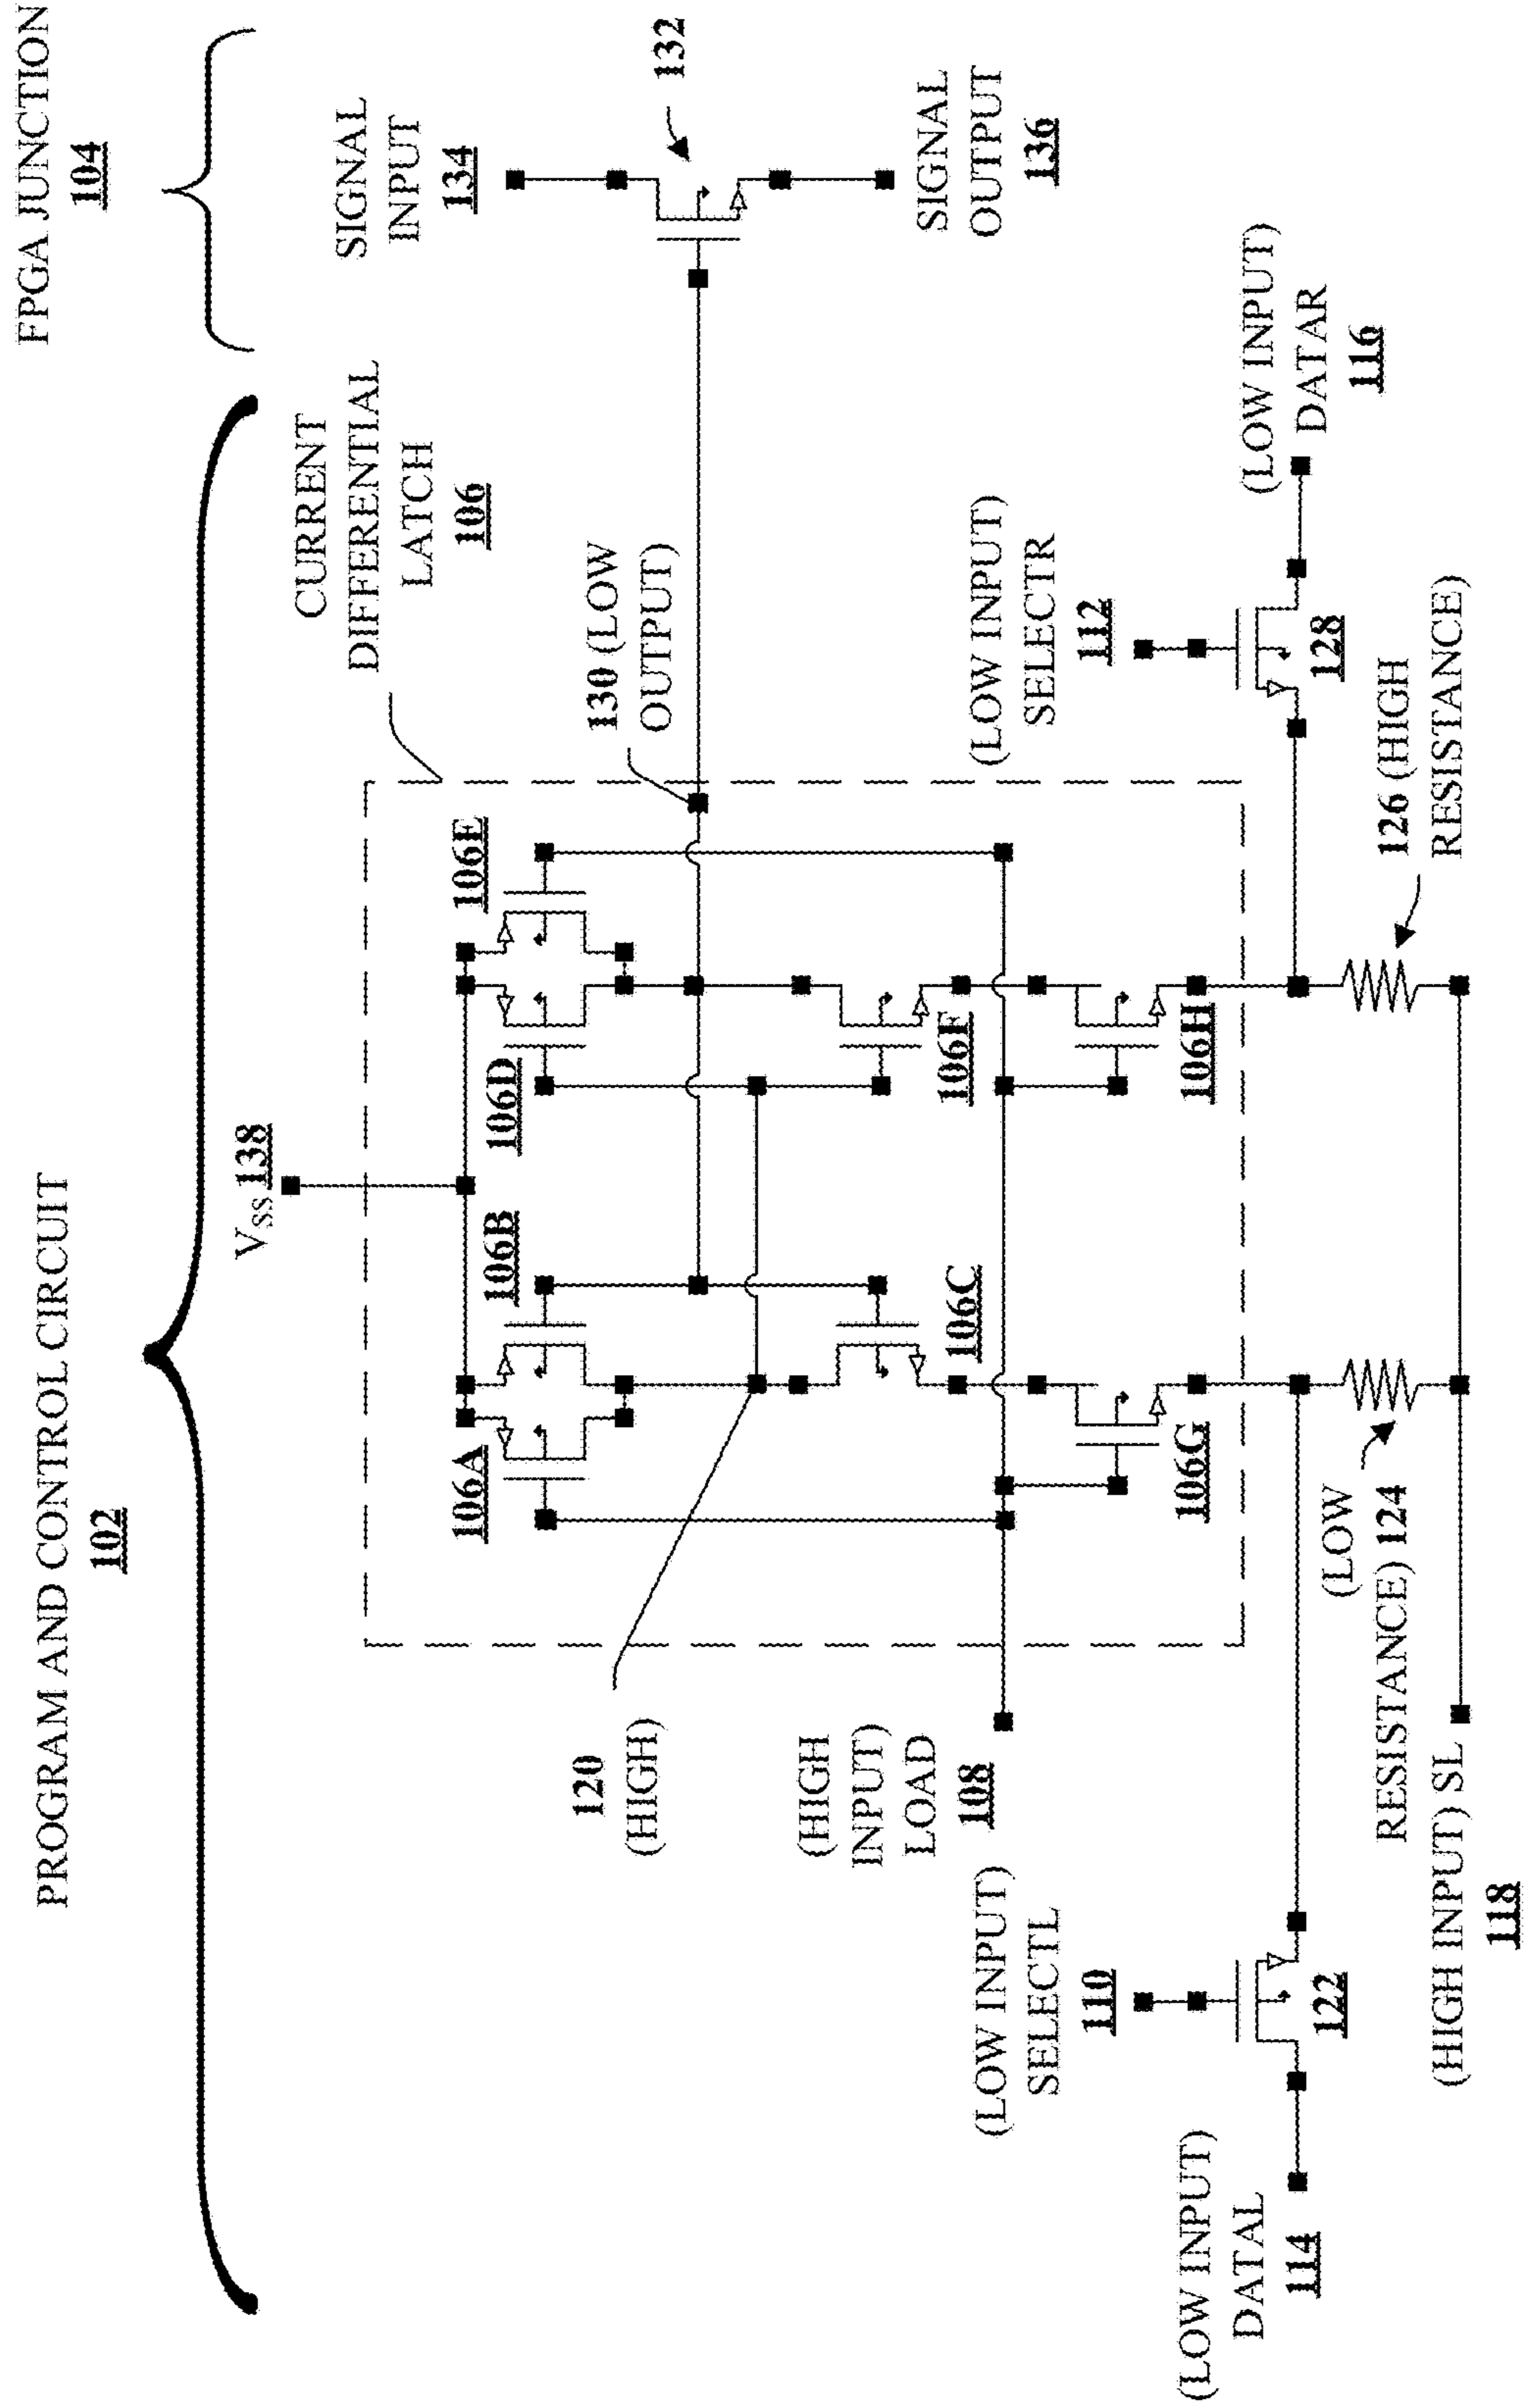 PROGRAM AND CONTROL CIRCUIT
102
FPGA JUNCTION
104
V_SS 138
CURRENT
DIFFERENTIAL
LATCH
106
SIGNAL
INPUT
134
132
SIGNAL
OUTPUT
136
106A
106B
106D
106E
130 (LOW
OUTPUT)
120
(HIGH)
106C
106F
(HIGH
INPUT)
LOAD
108
106G
106H
(LOW INPUT)
SELECTL
110
(LOW INPUT)
SELECTR
112
(LOW INPUT)
DATAL
114
122
128
(LOW INPUT)
DATAR
116
(LOW
RESISTANCE) 124
126 (HIGH
RESISTANCE)
(HIGH INPUT) SL
118